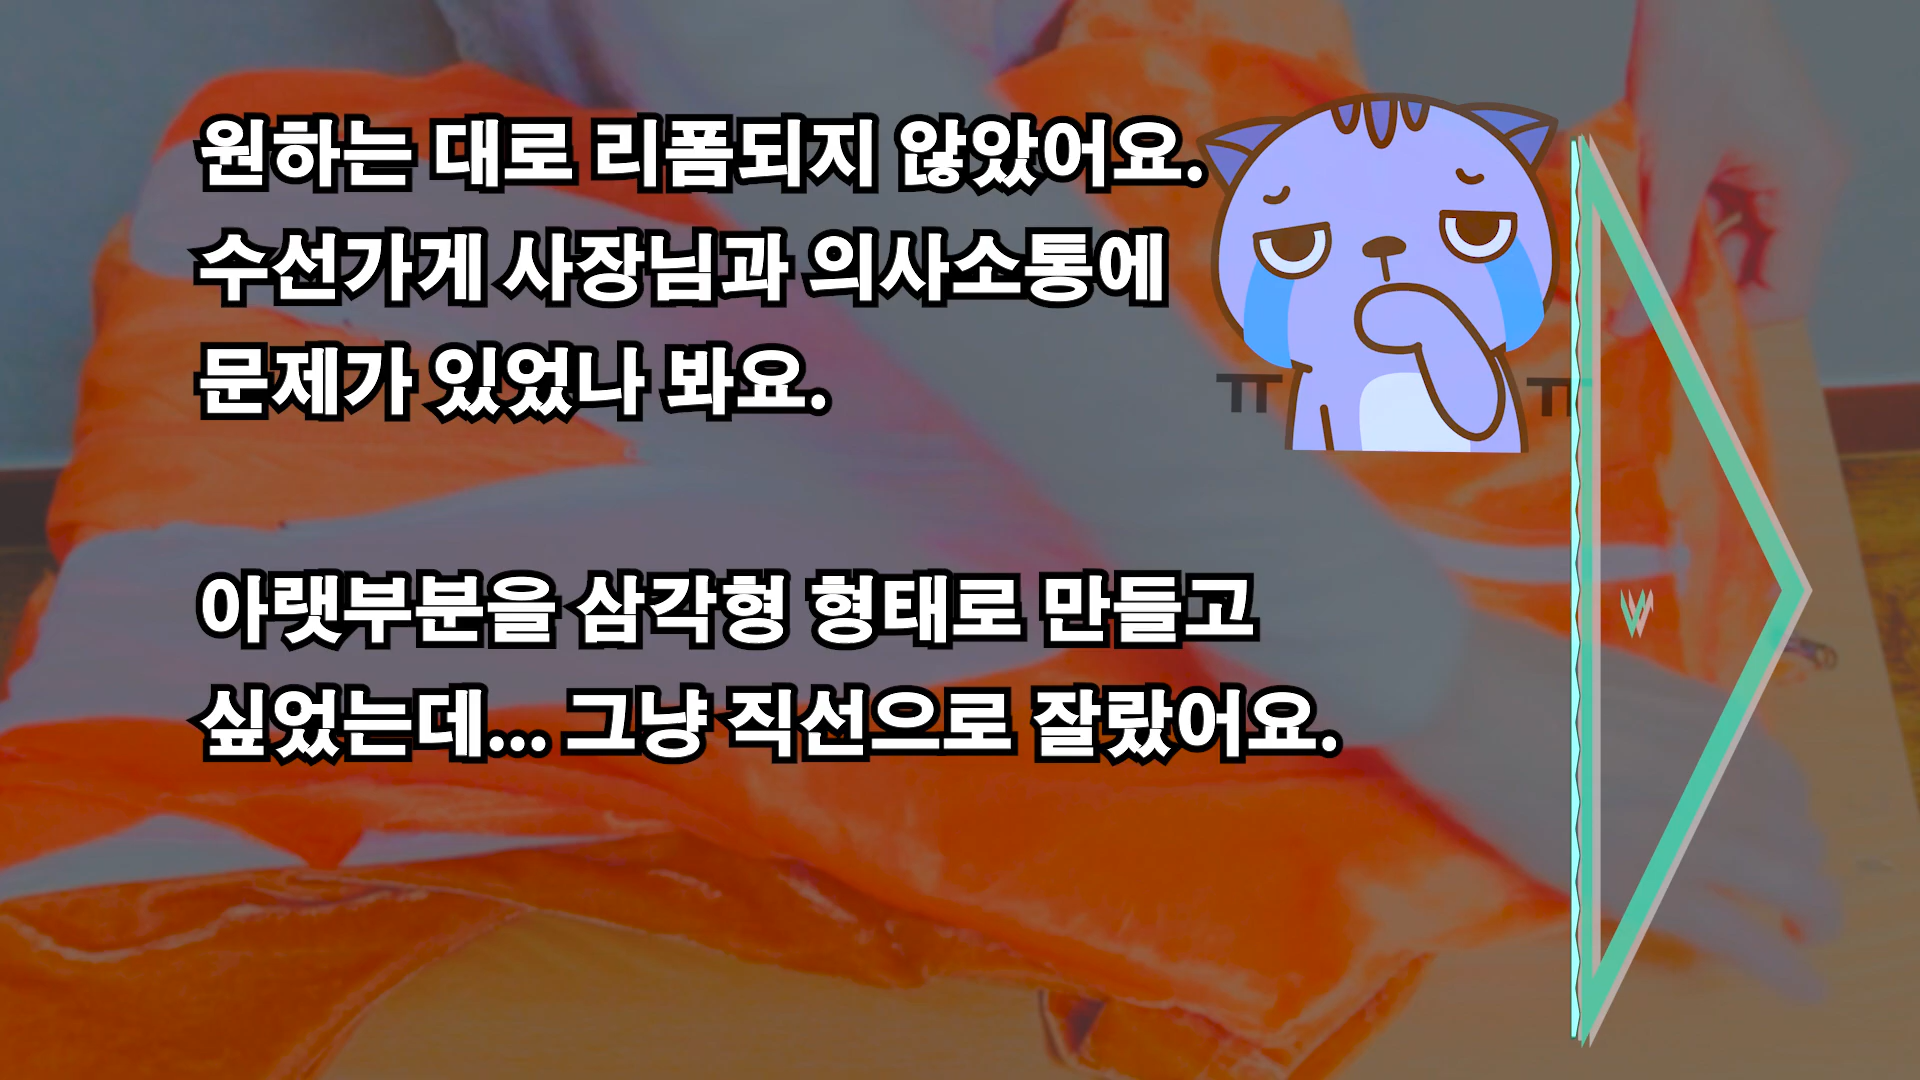 원하는 대로 리폼되지 않았어요.
수선가게 사장님과 의사소통에
문제가 있었나 봐요.
ㅠ ㅠ
아랫부분을 삼각형 형태로 만들고
싶었는데... 그냥 직선으로 잘랐어요.
W